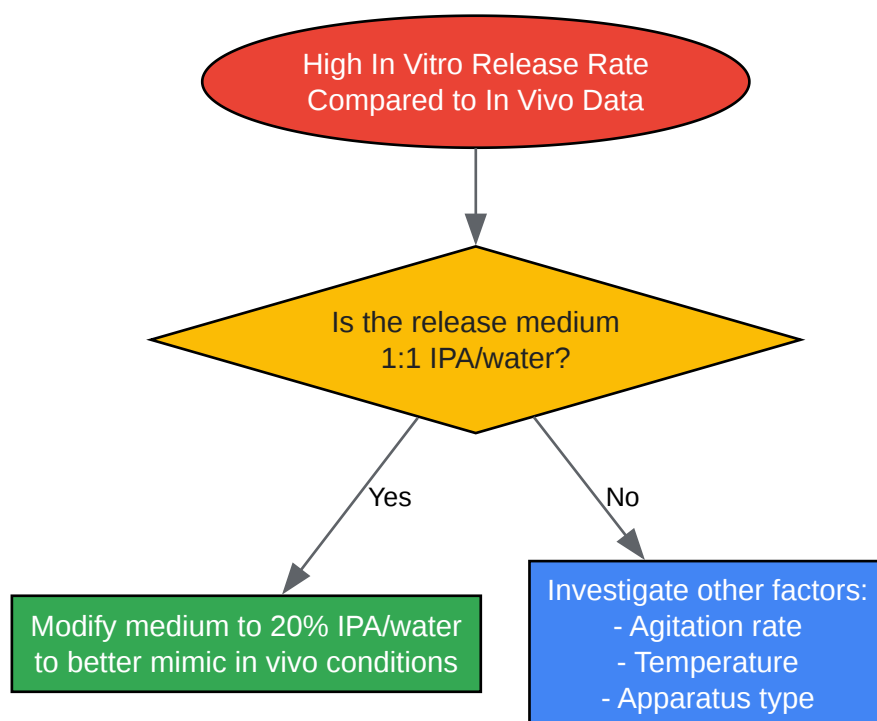 High In Vitro Release Rate
Compared to In Vivo Data
Is the release medium
1:1 IPA/water?
Yes
No
Modify medium to 20% IPA/water
to better mimic in vivo conditions
Investigate other factors:
- Agitation rate
- Temperature
- Apparatus type